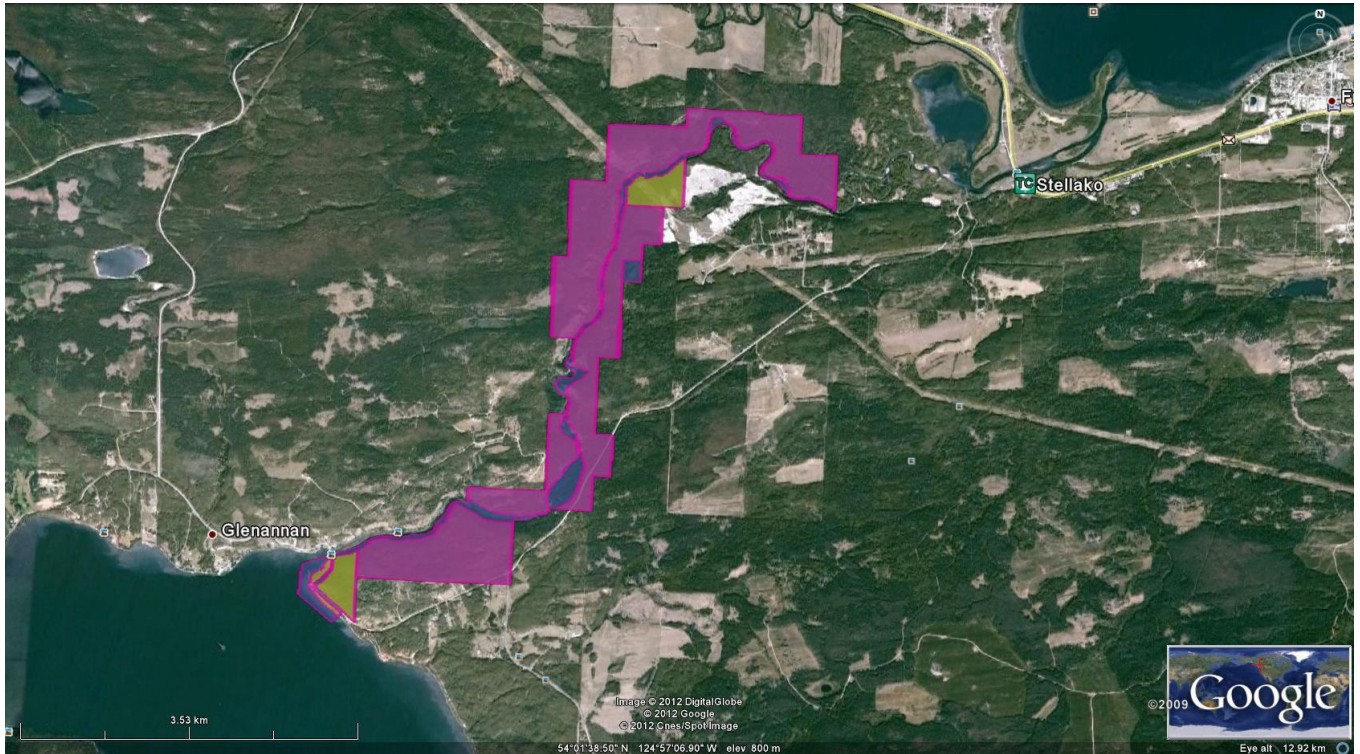 N
F
TC Stellako
Glenannan
3.53 km
Image © 2012 DigitalGlobe
© 2012 Google
© 2012 Cnes/Spot Image
©2009 Google
54°01'38.50" N 124°57'06.90" W elev 800 m
Eye alt 12.92 km